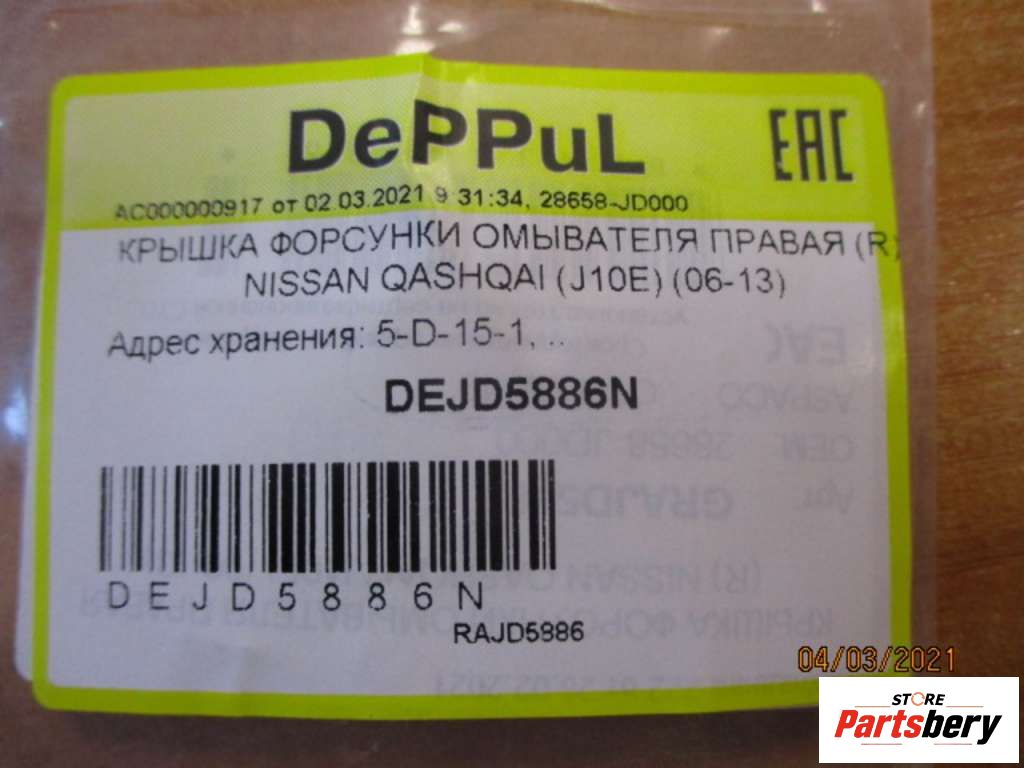 DePPuL
EAC
AC000000917 от 02.03.2021 9 31:34, 28658-JD000
КРЫШКА ФОРСУНКИ ОМЫВАТЕЛЯ ПРАВАЯ (R)
NISSAN QASHQAI (J10E) (06-13)
Адрес хранения: 5-D-15-1, ..
DEJD5886N
DEJD5886N
RAJD5886
04/03/2021
STORE
Partsbery